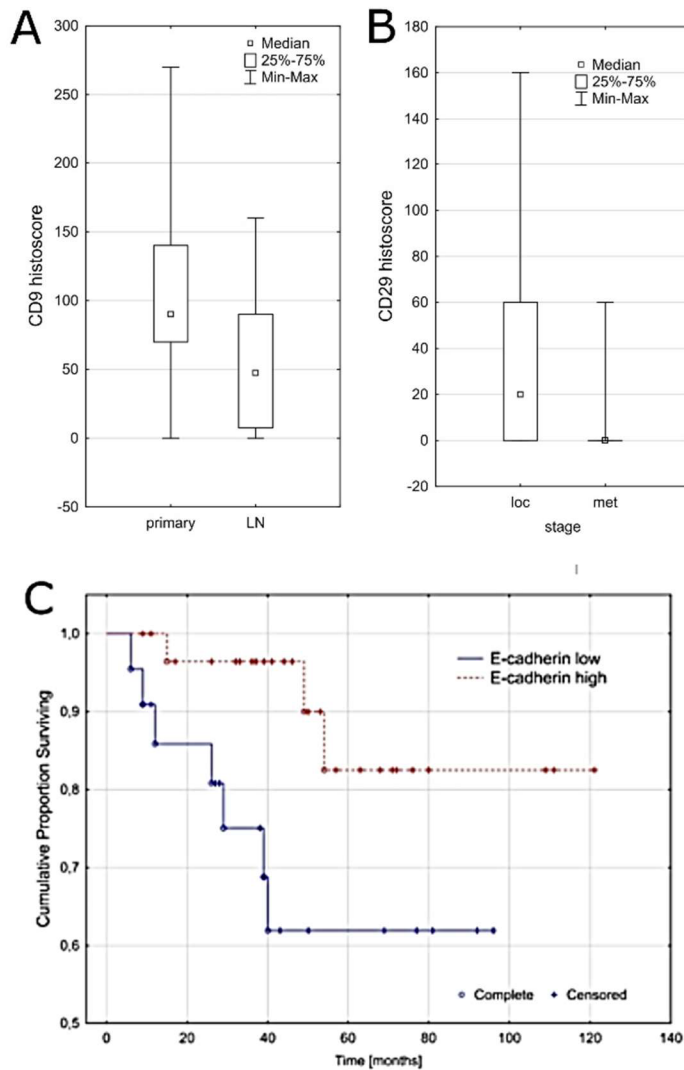 A
300
250
200
150
100
50
0
-50
CD9 histoscore
Median
25%-75%
Min-Max
primary
LN
B
180
160
140
120
100
80
60
40
20
0
-20
CD29 histoscore
Median
25%-75%
Min-Max
loc
met
stage
C
1,0
0,9
0,8
0,7
0,6
0,5
Cumulative Proportion Surviving
E-cadherin low
E-cadherin high
Complete
Censored
0
20
40
60
80
100
120
140
Time [months]